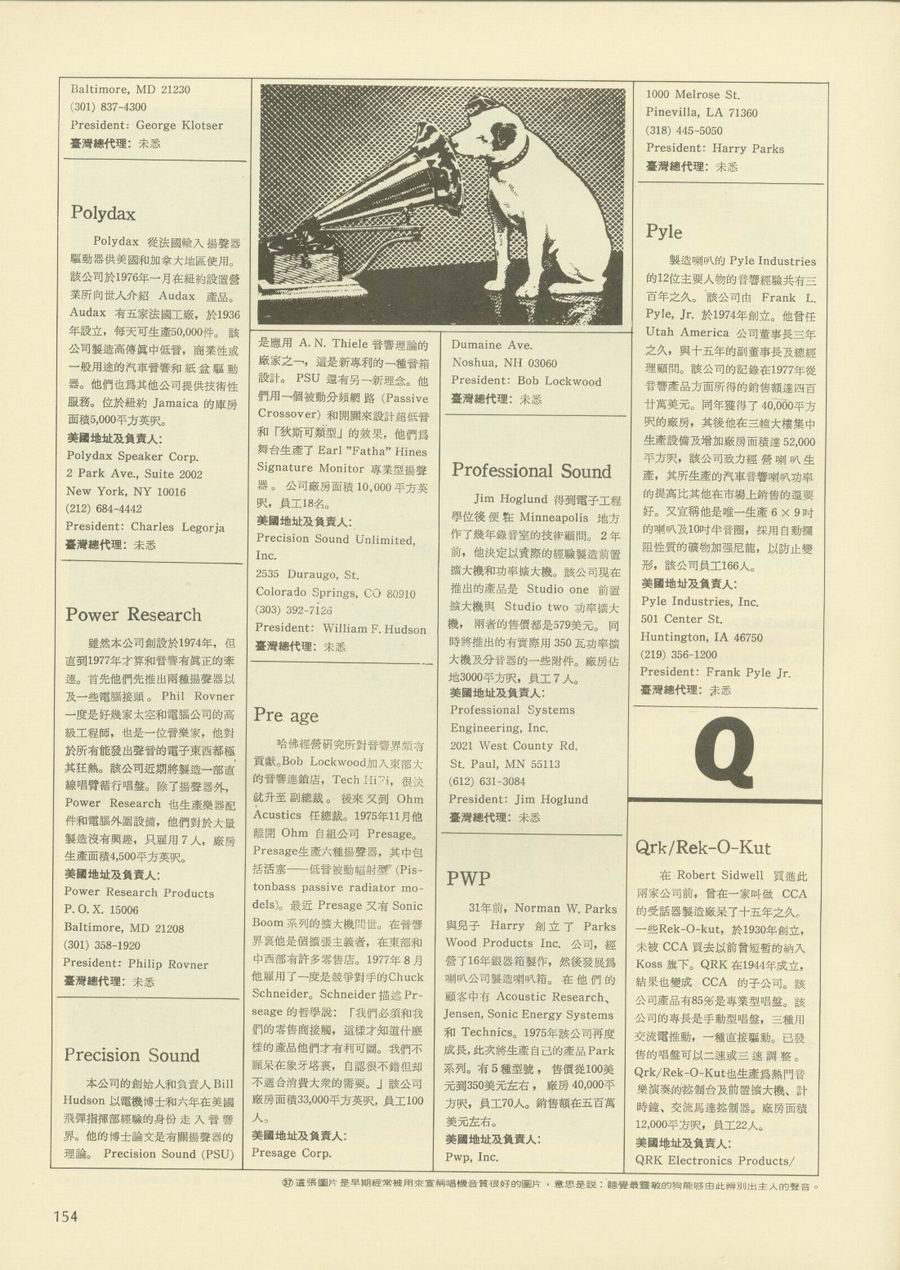 Baltimore, MD 21230
(301) 837-4300
President: George Klotser
臺灣總代理: 未悉
Polydax
Polydax 從法國輸入揚聲器
驅動器供美國和加拿大地區使用。
該公司於1976年一月在紐約設置營
業所向世人介紹 Audax 產品。
Audax 有五家法國工廠，於1936
年設立，每天可生產50,000件。 該
公司製造高傳眞中低音，商業性或
一般用途的汽車音響和紙盆驅動
器。他們也爲其他公司提供技術性
服務。位於紐約 Jamaica 的庫房
面積5,000平方英呎。
美國地址及負責人:
Polydax Speaker Corp.
2 Park Ave., Suite 2002
New York, NY 10016
(212) 684-4442
President: Charles Legorja
臺灣總代理: 未悉
Power Research
雖然本公司創設於1974年，但
直到1977年才算和音響有眞正的牽
連。首先他們先推出兩種揚聲器以
及一些電腦接頭。 Phil Rovner
一度是好幾家太空和電腦公司的高
級工程師，也是一位音樂家，他對
於所有能發出聲音的電子東西都極
其狂熱。該公司近期將製造一部直
線唱臂循行唱盤。除了揚聲器外，
Power Research 也生產樂器配
件和電腦外圍設備，他們對於大量
製造沒有興趣，只雇用 7 人，廠房
生產面積4,500平方英呎。
美國地址及負責人:
Power Research Products
P. O. X. 15006
Baltimore, MD 21208
(301) 358-1920
President: Philip Rovner
臺灣總代理: 未悉
Precision Sound
本公司的創始人和負責人 Bill
Hudson 以電機博士和六年在美國
飛彈指揮部經驗的身份走入音響
界。他的博士論文是有關揚聲器的
理論。 Precision Sound (PSU)
是應用 A. N. Thiele 音響理論的
廠家之一，這是新專利的一種音箱
設計。 PSU 還有另一新理念。他
們用一個被動分頻網路 (Passive
Crossover) 和開關來設計超低音
和「狄斯可類型」的效果，他們爲
舞台生產了 Earl "Fatha" Hines
Signature Monitor 專業型揚聲
器。 公司廠房面積 10,000 平方英
呎，員工18名。
美國地址及負責人:
Precision Sound Unlimited,
Inc.
2535 Duraugo, St.
Colorado Springs, CO 80910
(303) 392-7126
President: William F. Hudson
臺灣總代理: 未悉
Pre age
哈佛經營研究所對音響界頗有
貢獻。Bob Lockwood加入東部大
的音響連鎖店，Tech HiFi，很快
就升至副總裁。 後來又到 Ohm
Acustics 任總裁。1975年11月他
離開 Ohm 自組公司 Presage。
Presage生產六種揚聲器，其中包
括活塞——低音被動輻射型 (Pis-
tonbass passive radiator mo-
dels)。最近 Presage 又有 Sonic
Boom 系列的擴大機問世。在音響
界裏他是個擴張主義者，在東部和
中西部有許多零售店。1977年 8 月
他雇用了一度是競爭對手的Chuck
Schneider。Schneider 描述 Pr-
seage 的哲學說: 「我們必須和我
們的零售商接觸，這樣才知道什麼
樣的產品他們才有利可圖。我們不
願呆在象牙塔裏，自認很不錯但却
不適合消費大衆的需要。」該公司
廠房面積33,000平方英呎，員工100
人。
美國地址及負責人:
Presage Corp.
Dumaine Ave.
Noshua, NH 03060
President: Bob Lockwood
臺灣總代理: 未悉
Professional Sound
Jim Hoglund 得到電子工程
學位後便在 Minneapolis 地方
作了幾年錄音室的技術顧問。 2 年
前，他決定以實際的經驗製造前置
擴大機和功率擴大機。該公司現在
推出的產品是 Studio one 前置
擴大機與 Studio two 功率擴大
機， 兩者的售價都是579美元。 同
時將推出的有實際用 350 瓦功率擴
大機及分音器的一些附件。廠房佔
地3000平方呎，員工 7 人。
美國地址及負責人:
Professional Systems
Engineering, Inc.
2021 West County Rd.
St. Paul, MN 55113
(612) 631-3084
President: Jim Hoglund
臺灣總代理: 未悉
PWP
31年前，Norman W. Parks
與兒子 Harry 創立了 Parks
Wood Products Inc. 公司，經
營了16年銀器箱製作，然後發展爲
喇叭公司製造喇叭箱。 在他們的
顧客中有 Acoustic Research、
Jensen, Sonic Energy Systems
和 Technics。1975年該公司再度
成長，此次將生產自己的產品 Park
系列。有 5 種型號， 售價從100美
元到350美元左右， 廠房 40,000平
方呎，員工70人。銷售額在五百萬
美元左右。
美國地址及負責人:
Pwp, Inc.
1000 Melrose St.
Pinevilla, LA 71360
(318) 445-5050
President: Harry Parks
臺灣總代理: 未悉
Pyle
製造喇叭的 Pyle Industries
的12位主要人物的音響經驗共有三
百年之久。 該公司由 Frank L.
Pyle, Jr. 於1974年創立。他曾任
Utah America 公司董事長三年
之久，與十五年的副董事長及總經
理顧問。該公司的記錄在1977年從
音響產品方面所得的銷售額達四百
廿萬美元。同年獲得了 40,000平方
呎的廠房，其後他在三幢大樓集中
生產設備及增加廠房面積達 52,000
平方呎，該公司致力經營喇叭生
產，其所生產的汽車音響喇叭功率
的提高比其他在市場上銷售的還要
好。又宣稱他是唯一生產 6 × 9 吋
的喇叭及10吋半音圈，採用自動攔
阻性質的礦物加强尼龍，以防止變
形，該公司員工166人。
美國地址及負責人:
Pyle Industries, Inc.
501 Center St.
Huntington, IA 46750
(219) 356-1200
President: Frank Pyle Jr.
臺灣總代理: 未悉
Q
Qrk/Rek-O-Kut
在 Robert Sidwell 買進此
兩家公司前，曾在一家叫做 CCA
的受話器製造廠呆了十五年之久。
一些Rek-O-kut，於1930年創立，
未被 CCA 買去以前曾短暫的納入
Koss 旗下。QRK 在1944年成立，
結果也變成 CCA 的子公司。該
公司產品有85%是專業型唱盤。該
公司的專長是手動型唱盤，三種用
交流電推動，一種直接驅動。已發
售的唱盤可以二速或三速調整。
Qrk/Rek-O-Kut也生產爲熱門音
樂演奏的控制台及前置擴大機、計
時鐘、交流馬達控制器。廠房面積
12,000平方呎，員工22人。
美國地址及負責人:
QRK Electronics Products/
㊲這張圖片是早期經常被用來宣稱唱機音質很好的圖片，意思是説：聽覺最靈敏的狗能够由此辨別出主人的聲音。
154